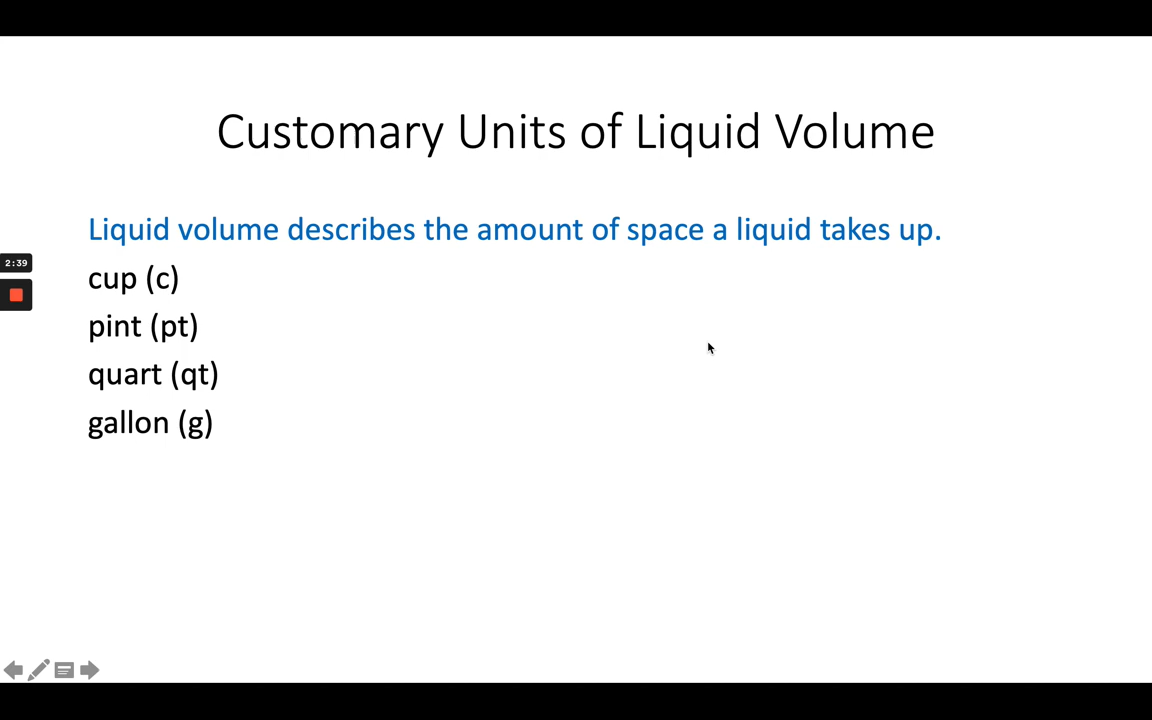 Customary Units of Liquid Volume
Liquid volume describes the amount of space a liquid takes up.
cup (c)
2:39
pint (pt)
quart (qt)
gallon (g)